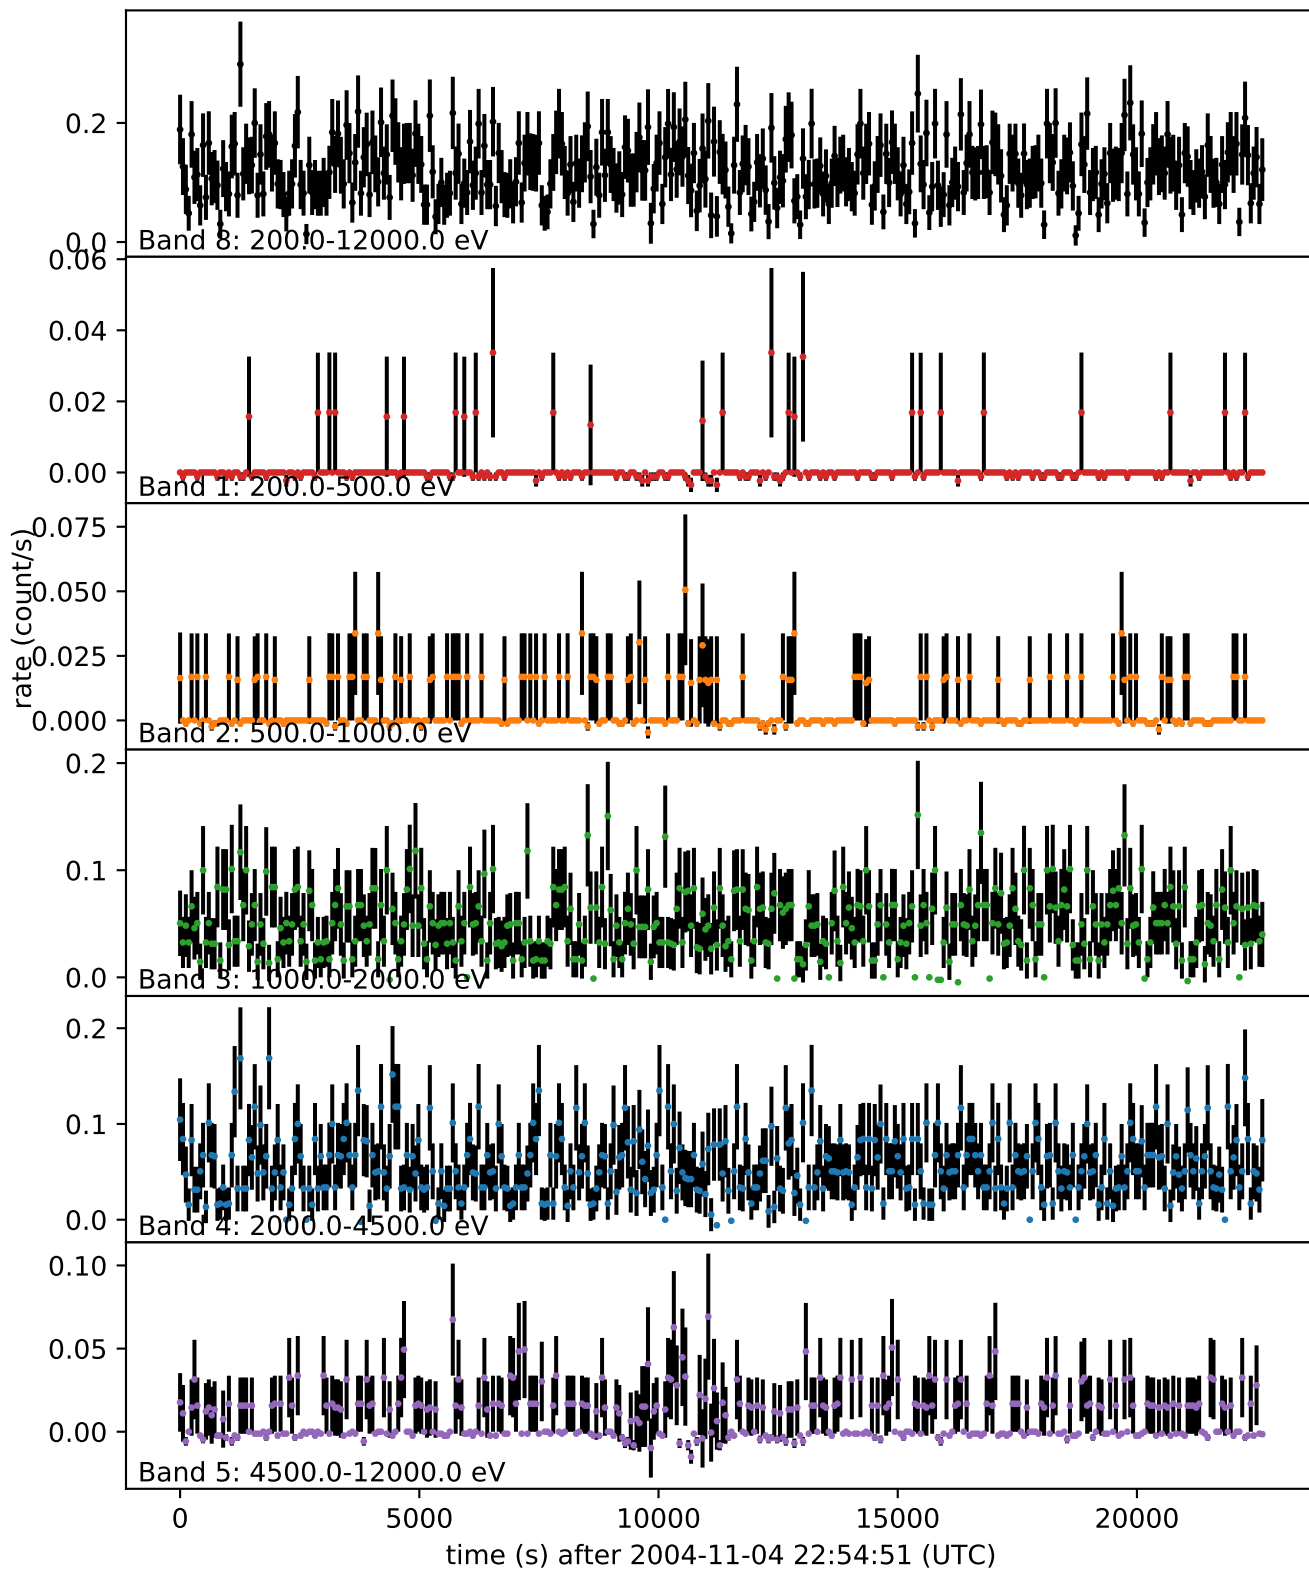 0.2
0.0
Band 8: 200.0-12000.0 eV
0.06
0.04
0.02
0.00
Band 1: 200.0-500.0 eV
rate (count/s)
0.075
0.050
0.025
0.000
Band 2: 500.0-1000.0 eV
0.2
0.1
0.0
Band 3: 1000.0-2000.0 eV
0.2
0.1
0.0
Band 4: 2000.0-4500.0 eV
0.10
0.05
0.00
Band 5: 4500.0-12000.0 eV
0 5000 10000 15000 20000
time (s) after 2004-11-04 22:54:51 (UTC)